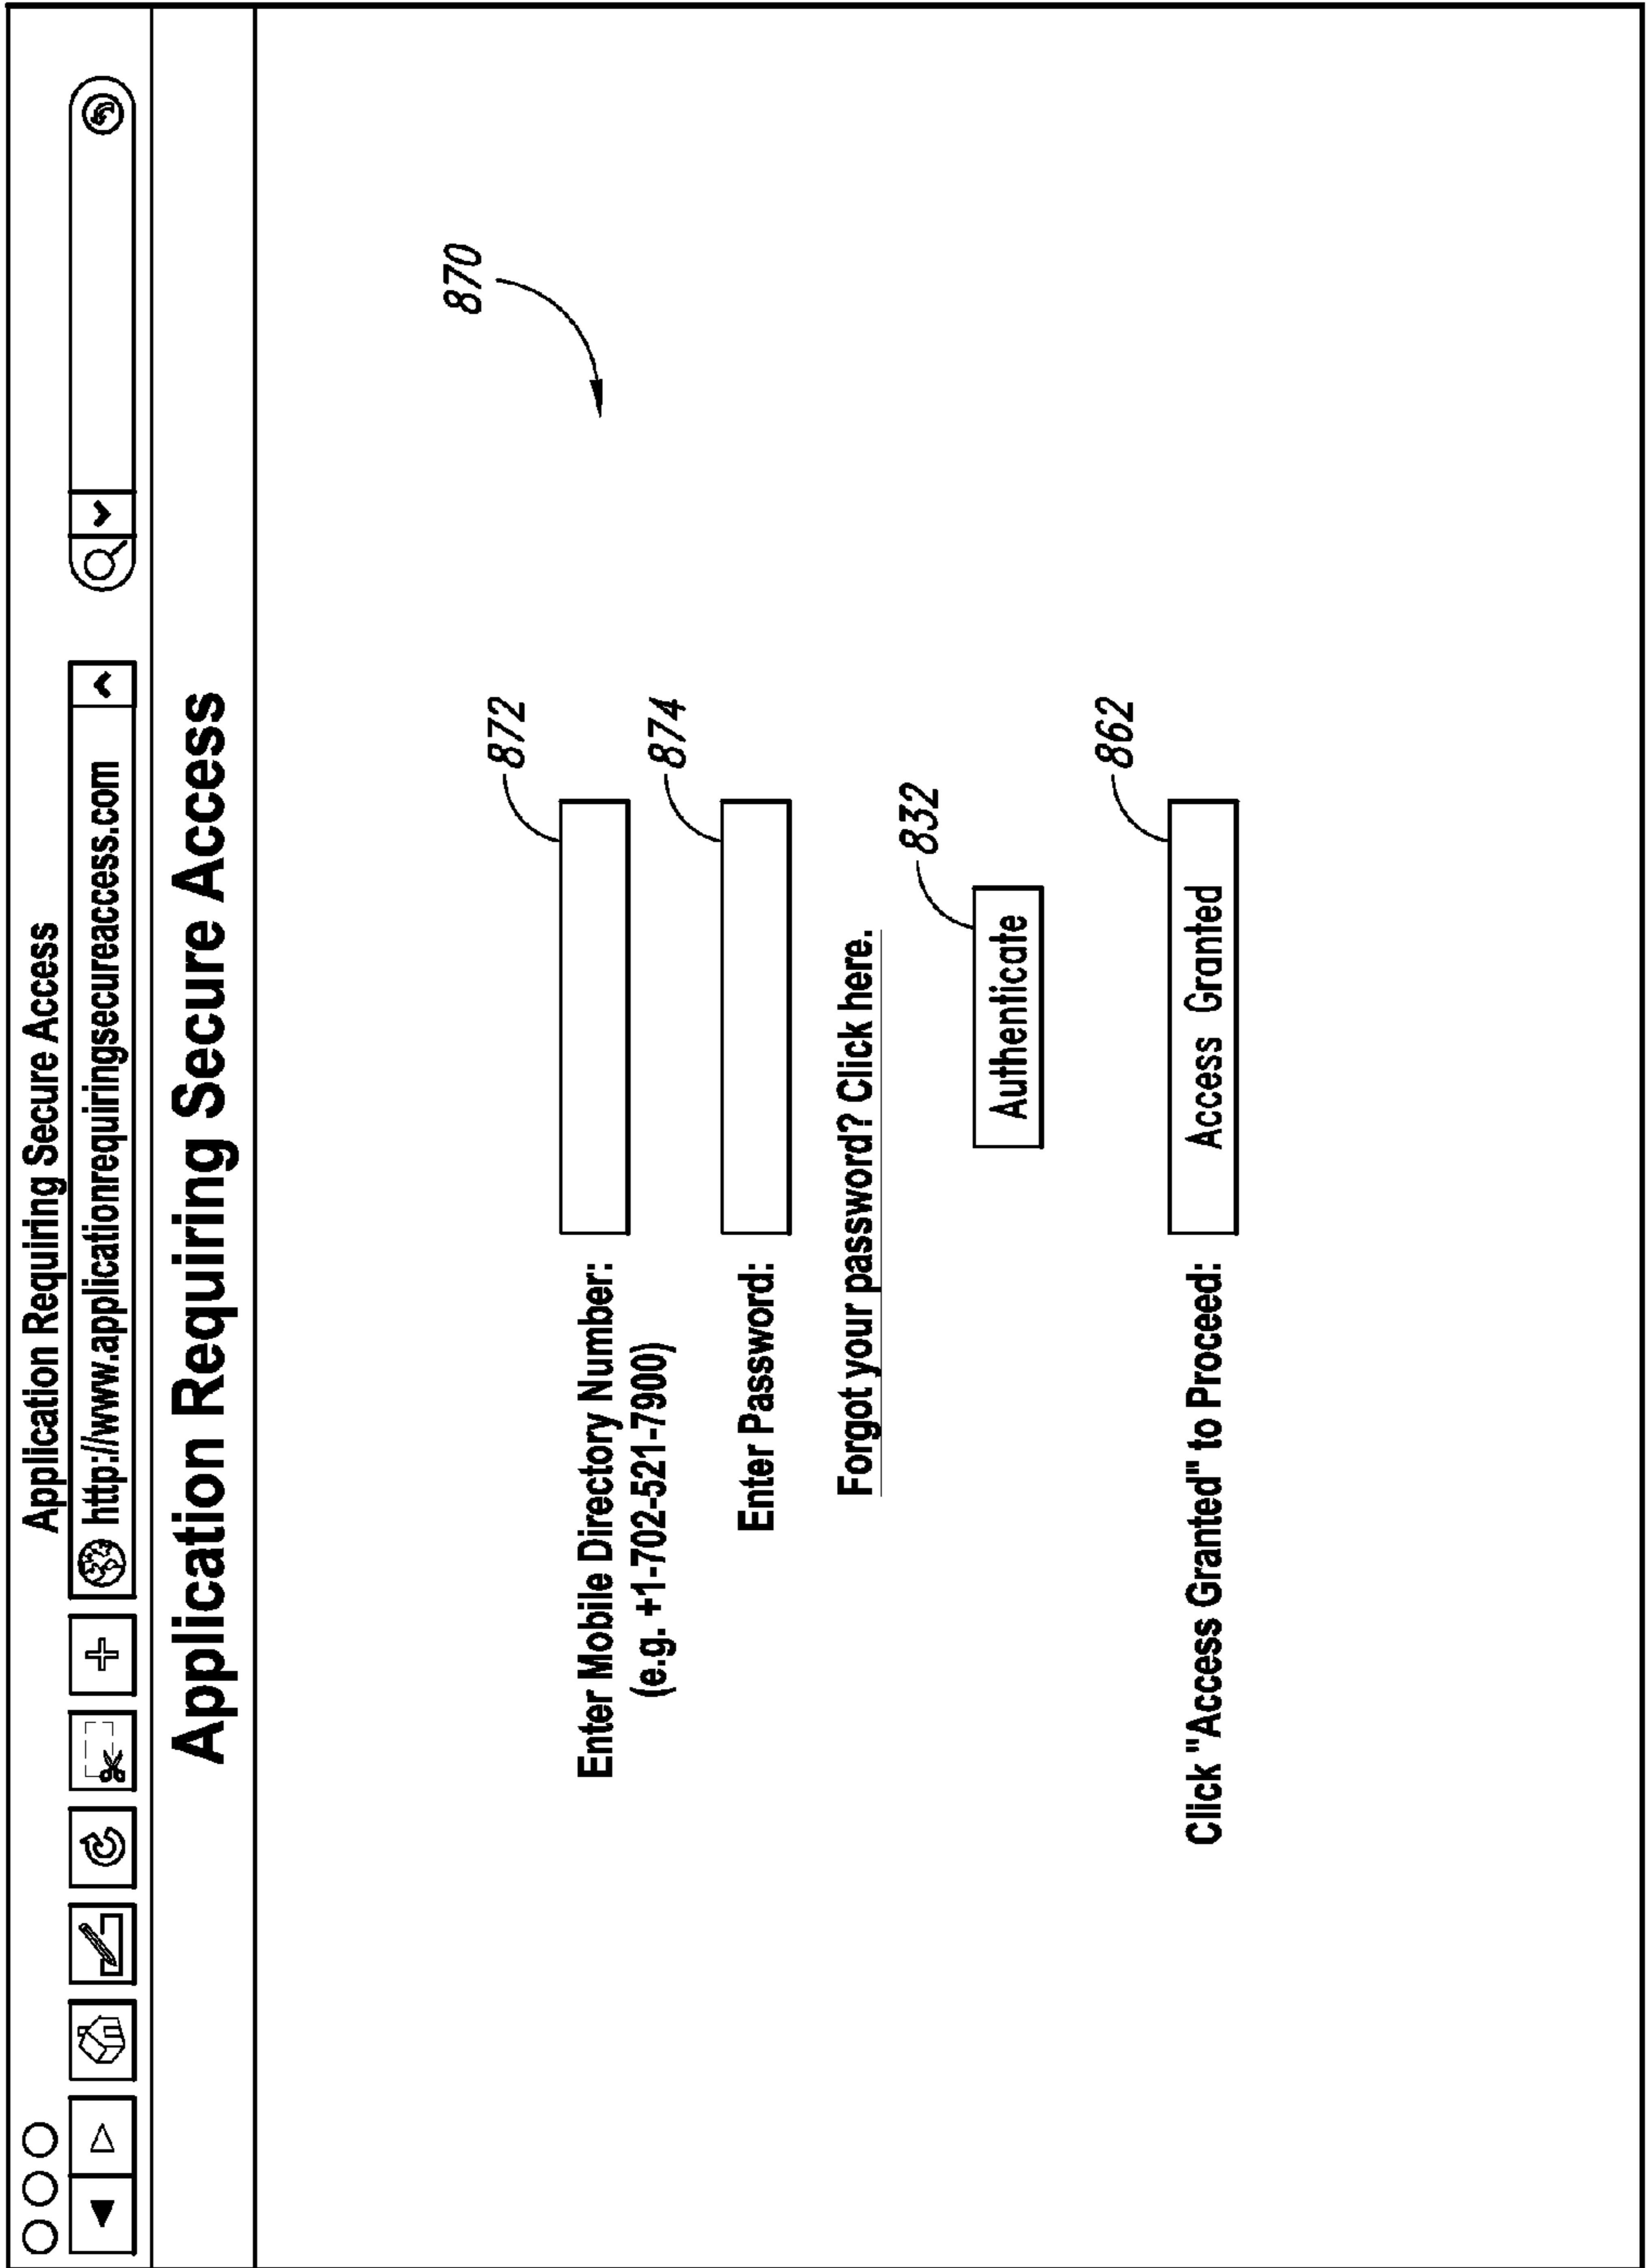 Application Requiring Secure Access
http://www.applicationrequiringsecureaccess.com
Application Requiring Secure Access
870
872
Enter Mobile Directory Number:
(e.g. +1-702-521-7900)
874
Enter Password:
Forgot your password? Click here.
832
Authenticate
862
Click "Access Granted" to Proceed: Access Granted